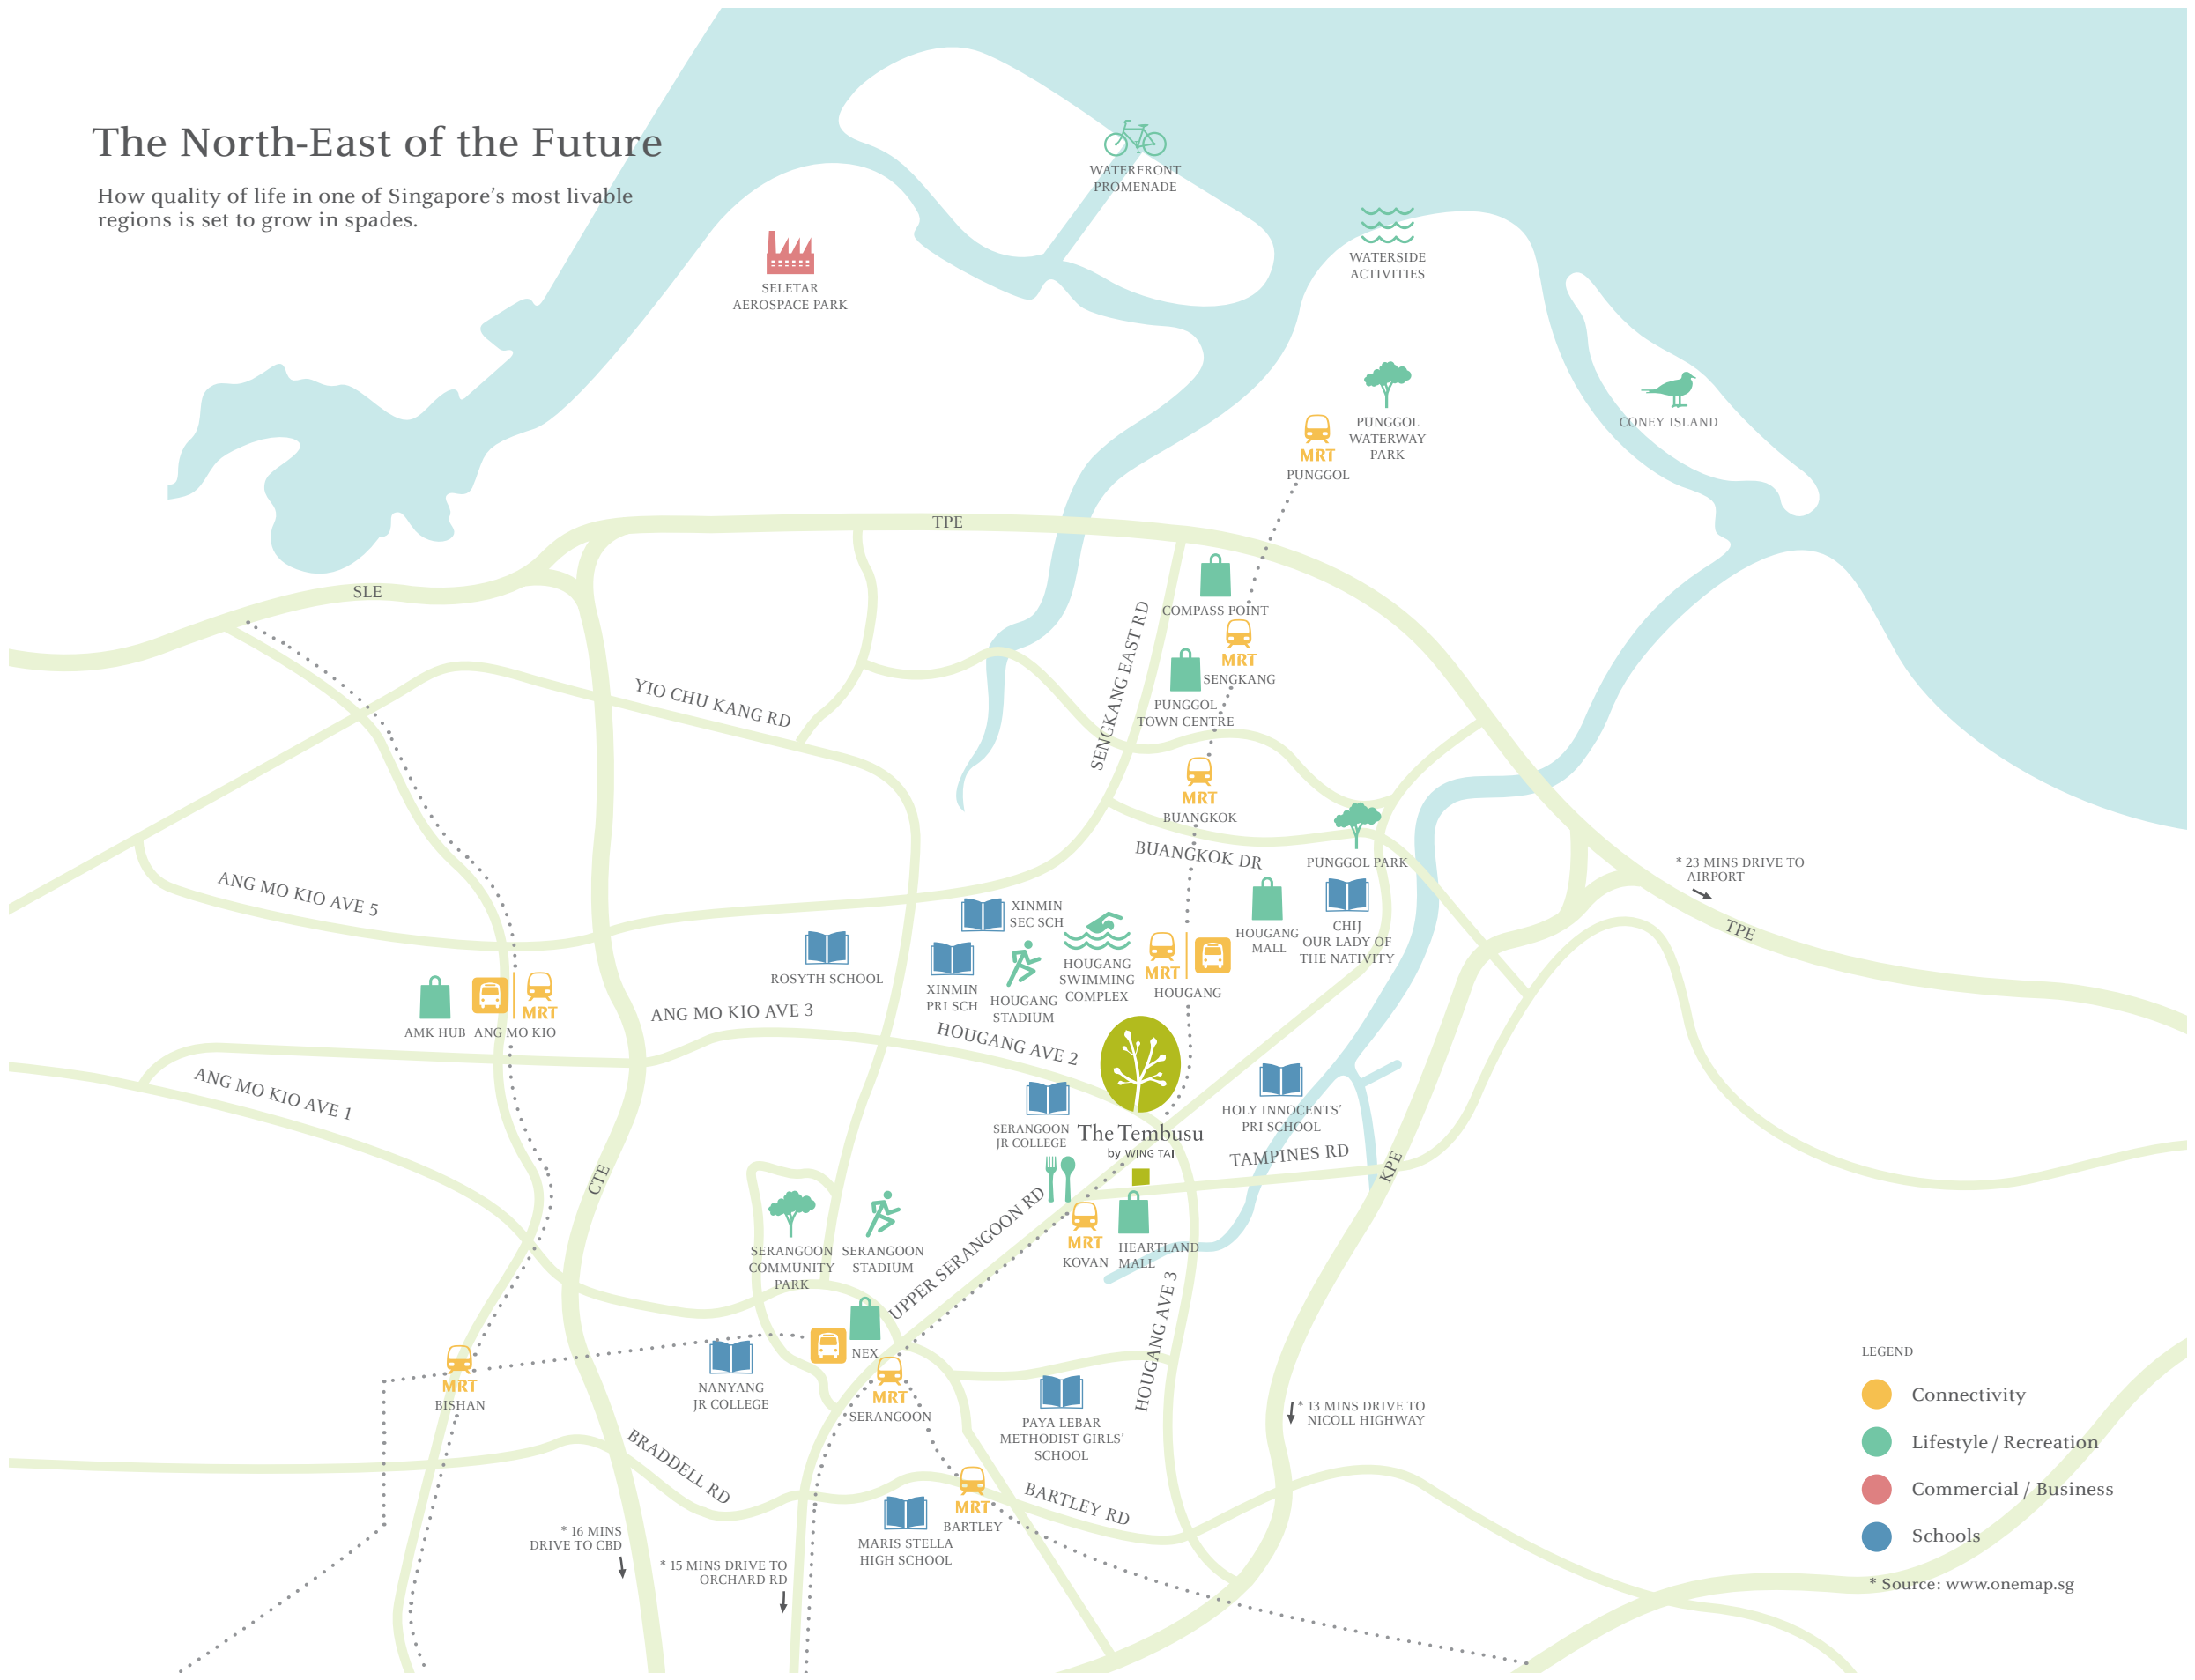 The North-East of the Future
How quality of life in one of Singapore's most livable
regions is set to grow in spades.
WATERFRONT
PROMENADE
WATERSIDE
ACTIVITIES
SELETAR
AEROSPACE PARK
PUNGGOL
WATERWAY
PARK
CONEY ISLAND
MRT
PUNGGOL
TPE
SLE
COMPASS POINT
MRT
SENGKANG
SENGKANG EAST RD
PUNGGOL
TOWN CENTRE
YIO CHU KANG RD
MRT
BUANGKOK
BUANGKOK DR
PUNGGOL PARK
* 23 MINS DRIVE TO
AIRPORT
TPE
ANG MO KIO AVE 5
XINMIN
SEC SCH
HOUGANG
MALL
CHIJ
OUR LADY OF
THE NATIVITY
ROSYTH SCHOOL
XINMIN
PRI SCH
HOUGANG
STADIUM
HOUGANG
SWIMMING
COMPLEX
MRT
HOUGANG
AMK HUB
MRT
ANG MO KIO
ANG MO KIO AVE 3
HOUGANG AVE 2
ANG MO KIO AVE 1
SERANGOON
JR COLLEGE
The Tembusu
by WING TAI
HOLY INNOCENTS'
PRI SCHOOL
TAMPINES RD
KPE
CTE
SERANGOON
COMMUNITY
PARK
SERANGOON
STADIUM
UPPER SERANGOON RD
MRT
KOVAN
HEARTLAND
MALL
HOUGANG AVE 3
NEX
MRT
BISHAN
NANYANG
JR COLLEGE
MRT
SERANGOON
PAYA LEBAR
METHODIST GIRLS'
SCHOOL
* 13 MINS DRIVE TO
NICOLL HIGHWAY
BRADDELL RD
MRT
BARTLEY
BARTLEY RD
MARIS STELLA
HIGH SCHOOL
* 16 MINS
DRIVE TO CBD
* 15 MINS DRIVE TO
ORCHARD RD
LEGEND
Connectivity
Lifestyle / Recreation
Commercial / Business
Schools
* Source: www.onemap.sg